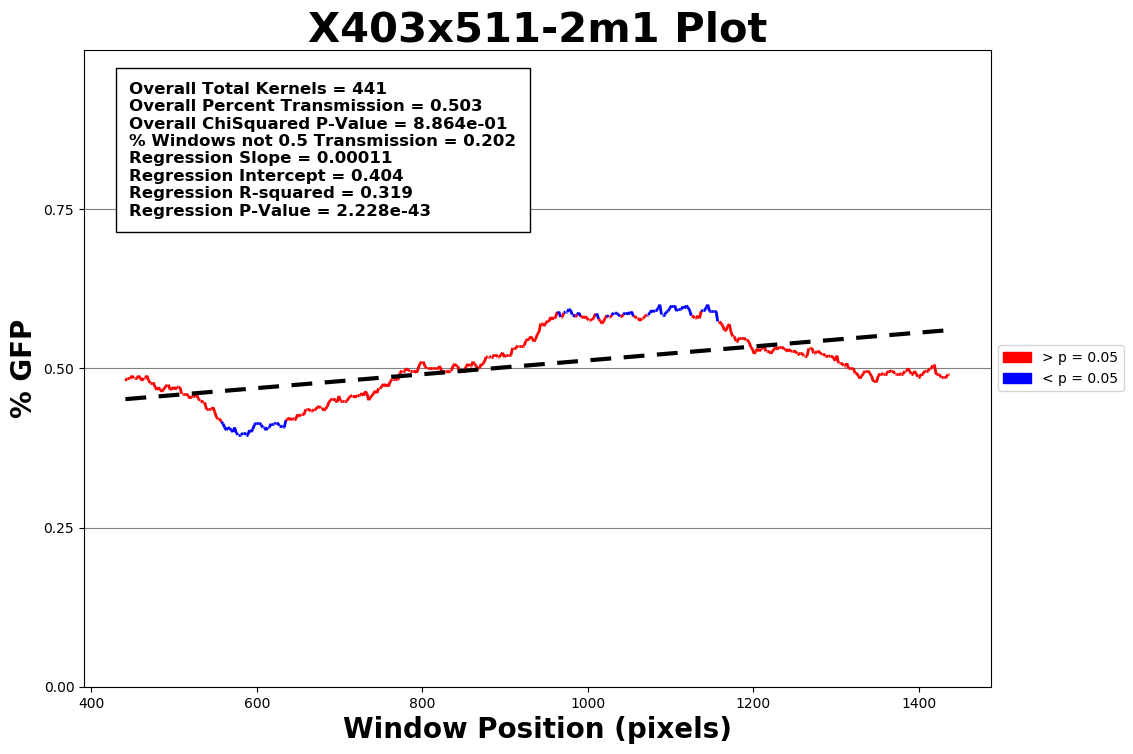 X403x511-2m1 Plot
Overall Total Kernels = 441
Overall Percent Transmission = 0.503
Overall ChiSquared P-Value = 8.864e-01
% Windows not 0.5 Transmission = 0.202
Regression Slope = 0.00011
Regression Intercept = 0.404
Regression R-squared = 0.319
Regression P-Value = 2.228e-43
% GFP
0.75
0.50
0.25
0.00
400 600 800 1000 1200 1400
Window Position (pixels)
> p = 0.05
< p = 0.05